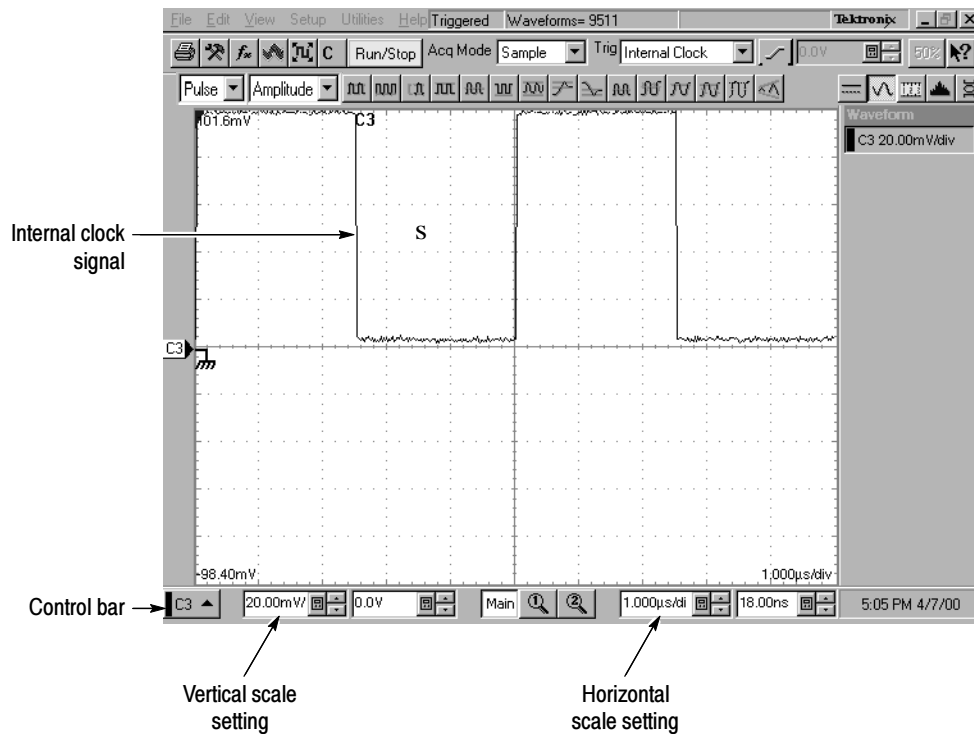 File Edit View Setup Utilities Help Triggered Waveforms= 9511 Tektronix
Run/Stop Acq Mode Sample Trig Internal Clock 0.0V 50%
C
Pulse Amplitude
101.6mV C3 Waveform
C3 20.00mV/div
Internal clock
signal
S
C3
-98.40mV 1.000µs/div
Control bar C3 20.00mV/ 0.0V Main 1 2 1.000µs/di 18.00ns 5:05 PM 4/7/00
Vertical scale
setting
Horizontal
scale setting